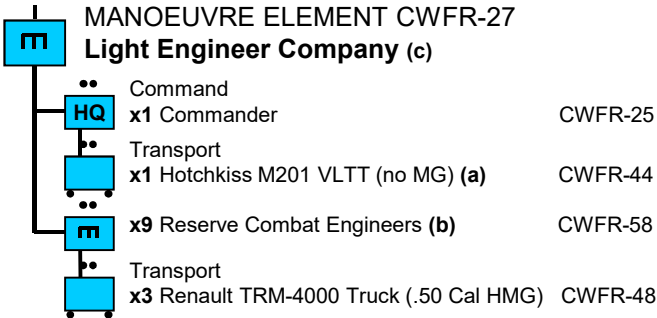 MANOEUVRE ELEMENT CWFR-27
Light Engineer Company (c)
Command
HQ x1 Commander CWFR-25
Transport
x1 Hotchkiss M201 VLTT (no MG) (a) CWFR-44
x9 Reserve Combat Engineers (b) CWFR-58
Transport
x3 Renault TRM-4000 Truck (.50 Cal HMG) CWFR-48